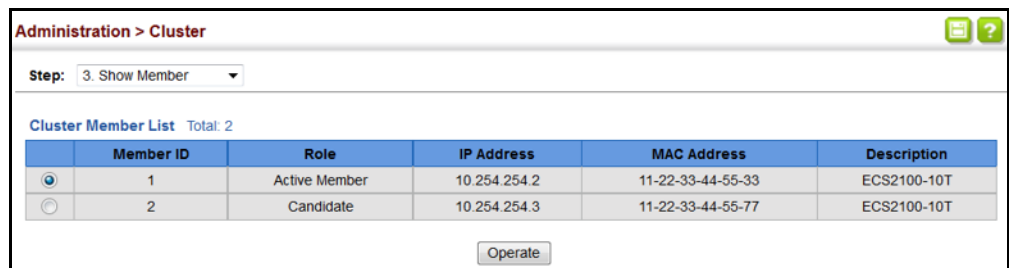 Administration > Cluster
?
Step: 3. Show Member
Cluster Member List Total: 2
Member ID Role IP Address MAC Address Description
1 Active Member 10.254.254.2 11-22-33-44-55-33 ECS2100-10T
2 Candidate 10.254.254.3 11-22-33-44-55-77 ECS2100-10T
Operate